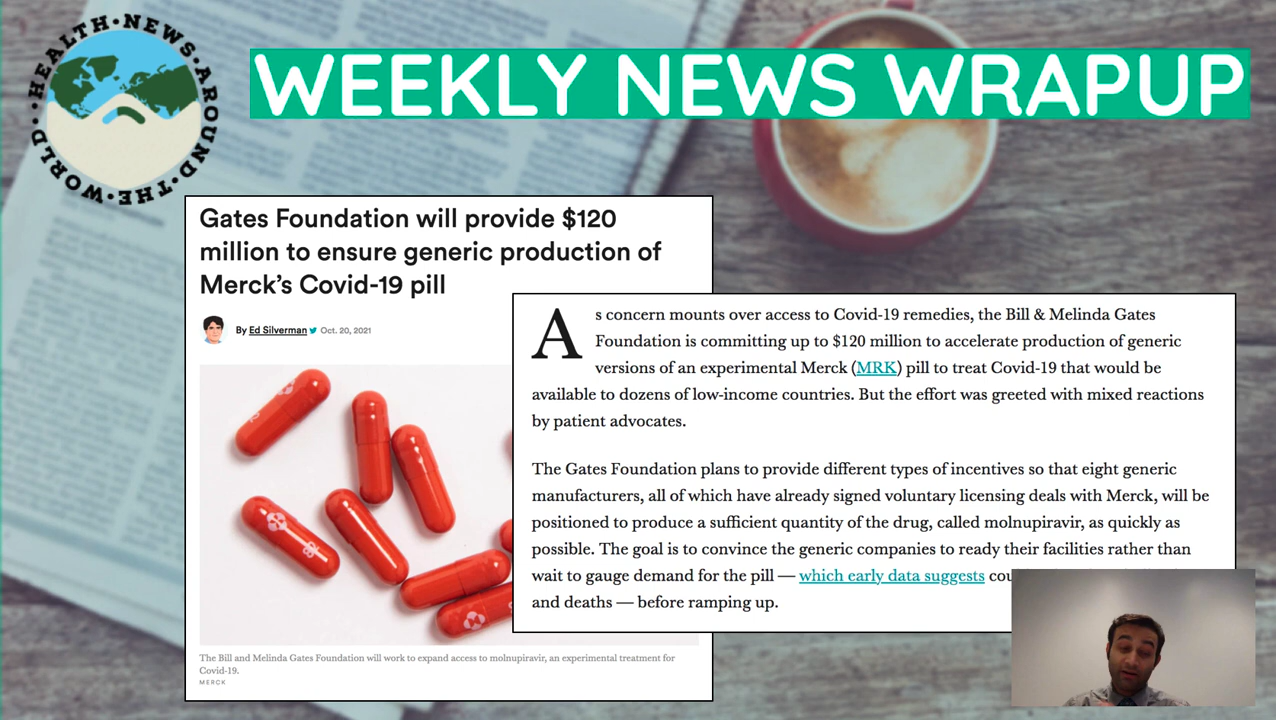 HEALTH•NEWS•AROUND•THE•WORLD•
WEEKLY NEWS WRAPUP
Gates Foundation will provide $120
million to ensure generic production of
Merck’s Covid-19 pill
By Ed Silverman Oct. 20, 2021
The Bill and Melinda Gates Foundation will work to expand access to molnupiravir, an experimental treatment for
Covid-19.
MERCK
As concern mounts over access to Covid-19 remedies, the Bill & Melinda Gates
Foundation is committing up to $120 million to accelerate production of generic
versions of an experimental Merck (MRK) pill to treat Covid-19 that would be
available to dozens of low-income countries. But the effort was greeted with mixed reactions
by patient advocates.
The Gates Foundation plans to provide different types of incentives so that eight generic
manufacturers, all of which have already signed voluntary licensing deals with Merck, will be
positioned to produce a sufficient quantity of the drug, called molnupiravir, as quickly as
possible. The goal is to convince the generic companies to ready their facilities rather than
wait to gauge demand for the pill — which early data suggests
and deaths — before ramping up.